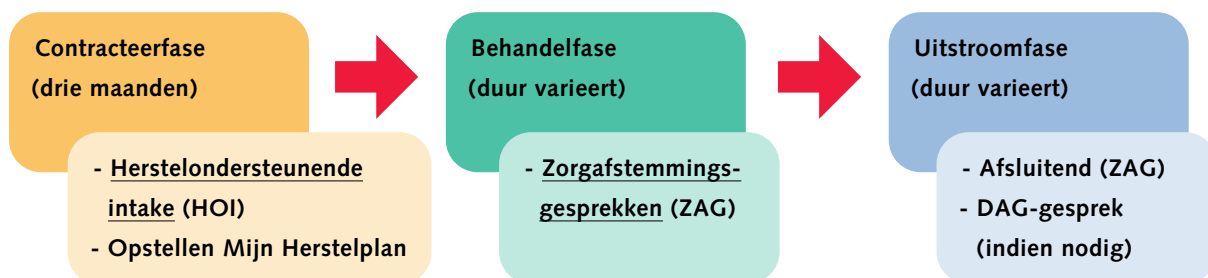 Contracteerfase
(drie maanden)
- Herstelondersteunende
intake (HOI)
- Opstellen Mijn Herstelplan
Behandelfase
(duur varieert)
- Zorgafstemmings-
gesprekken (ZAG)
Uitstroomfase
(duur varieert)
- Afsluitend (ZAG)
- DAG-gesprek
(indien nodig)